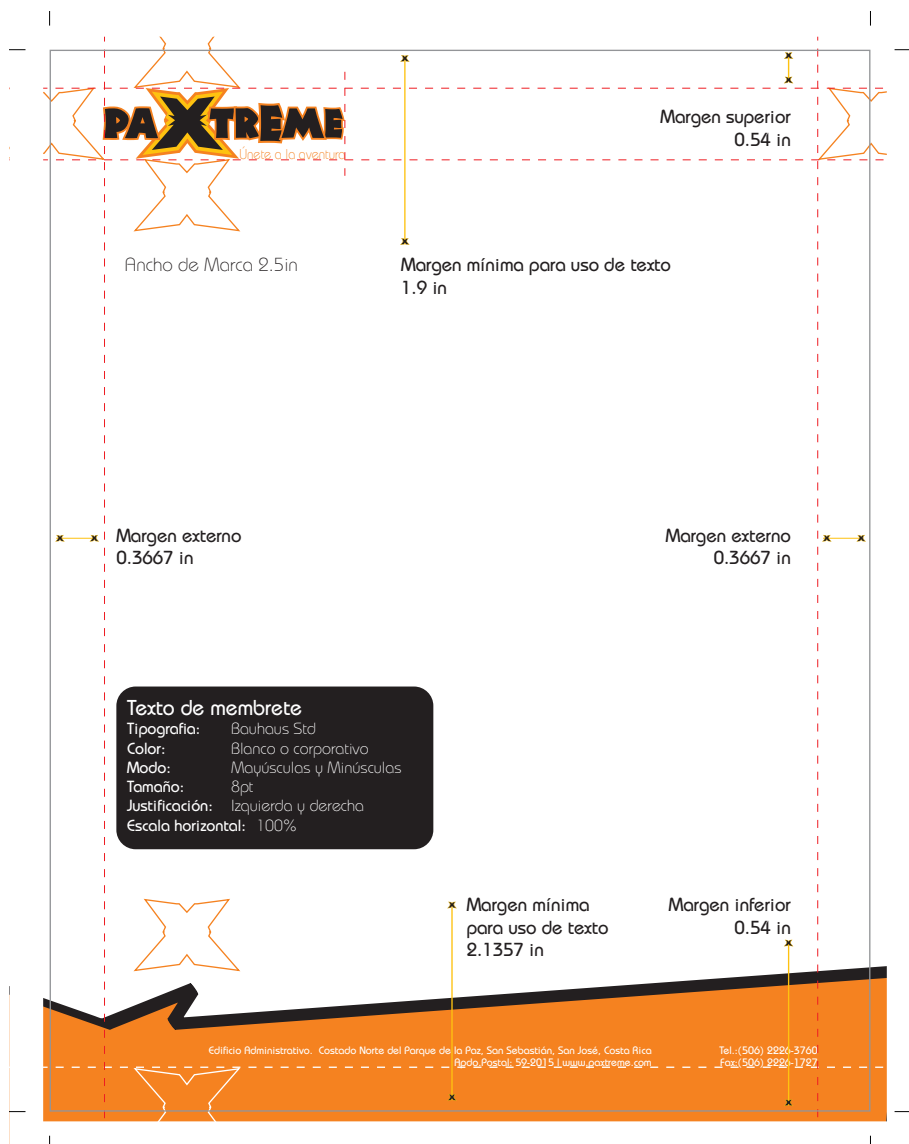 PAXTREME
Únete a la aventura
Margen superior
0.54 in
Ancho de Marca 2.5in
Margen mínima para uso de texto
1.9 in
Margen externo
0.3667 in
Margen externo
0.3667 in
Texto de membrete
Tipografia: Bauhaus Std
Color: Blanco o corporativo
Modo: Mayúsculas y Minúsculas
Tamaño: 8pt
Justificación: Izquierda y derecha
Escala horizontal: 100%
Margen mínima
para uso de texto
2.1357 in
Margen inferior
0.54 in
Edificio Administrativo. Costado Norte del Parque de la Paz, San Sebastián, San José, Costa Rica
Apdo.Postal: 59-2015 | www.paxtreme.com
Tel.:(506) 2226-3760
Fax:(506) 2226-1727